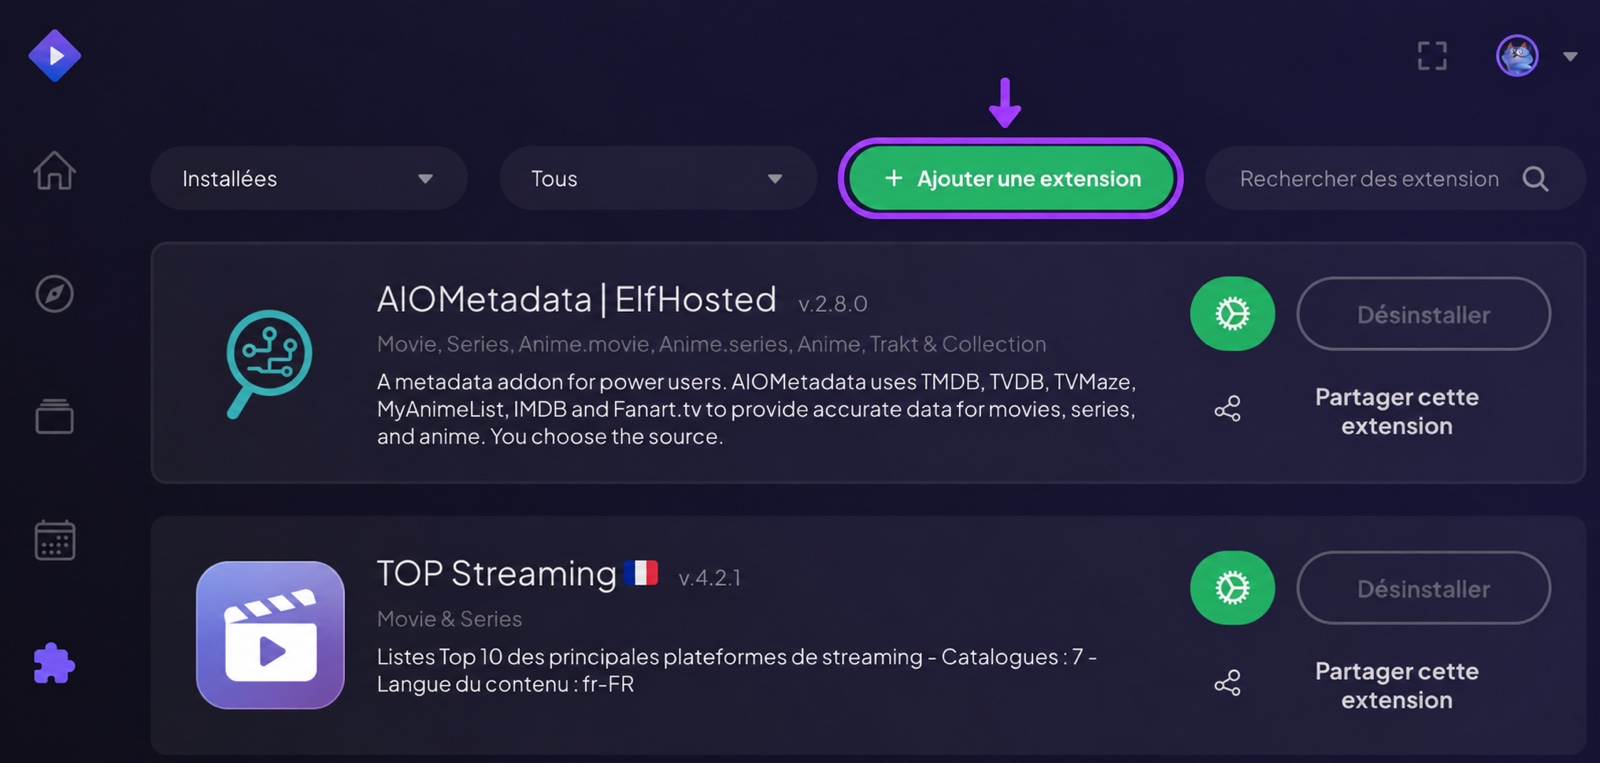 Installées
Tous
+ Ajouter une extension
Rechercher des extension
AIOMetadata | ElfHosted v.2.8.0
Movie, Series, Anime.movie, Anime.series, Anime, Trakt & Collection
A metadata addon for power users. AIOMetadata uses TMDB, TVDB, TVMaze,
MyAnimeList, IMDB and Fanart.tv to provide accurate data for movies, series,
and anime. You choose the source.
Désinstaller
Partager cette
extension
TOP Streaming🇫🇷 v.4.2.1
Movie & Series
Listes Top 10 des principales plateformes de streaming - Catalogues : 7 -
Langue du contenu : fr-FR
Désinstaller
Partager cette
extension